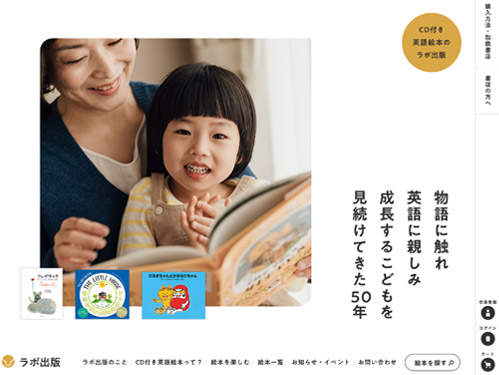 CD付き
英語絵本の
ラボ出版
購入方法・取扱書店
書店の方へ
物語に触れ
英語に親しみ
成長するこどもを
見続けてきた50年
フレデリック
THE LITTLE HOUSE
だるまちゃんとかみなりちゃん
会員登録
ログイン
カート
ラボ出版
ラボ出版のこと
CD付き英語絵本って？
絵本を楽しむ
絵本一覧
お知らせ・イベント
お問い合わせ
絵本を探す